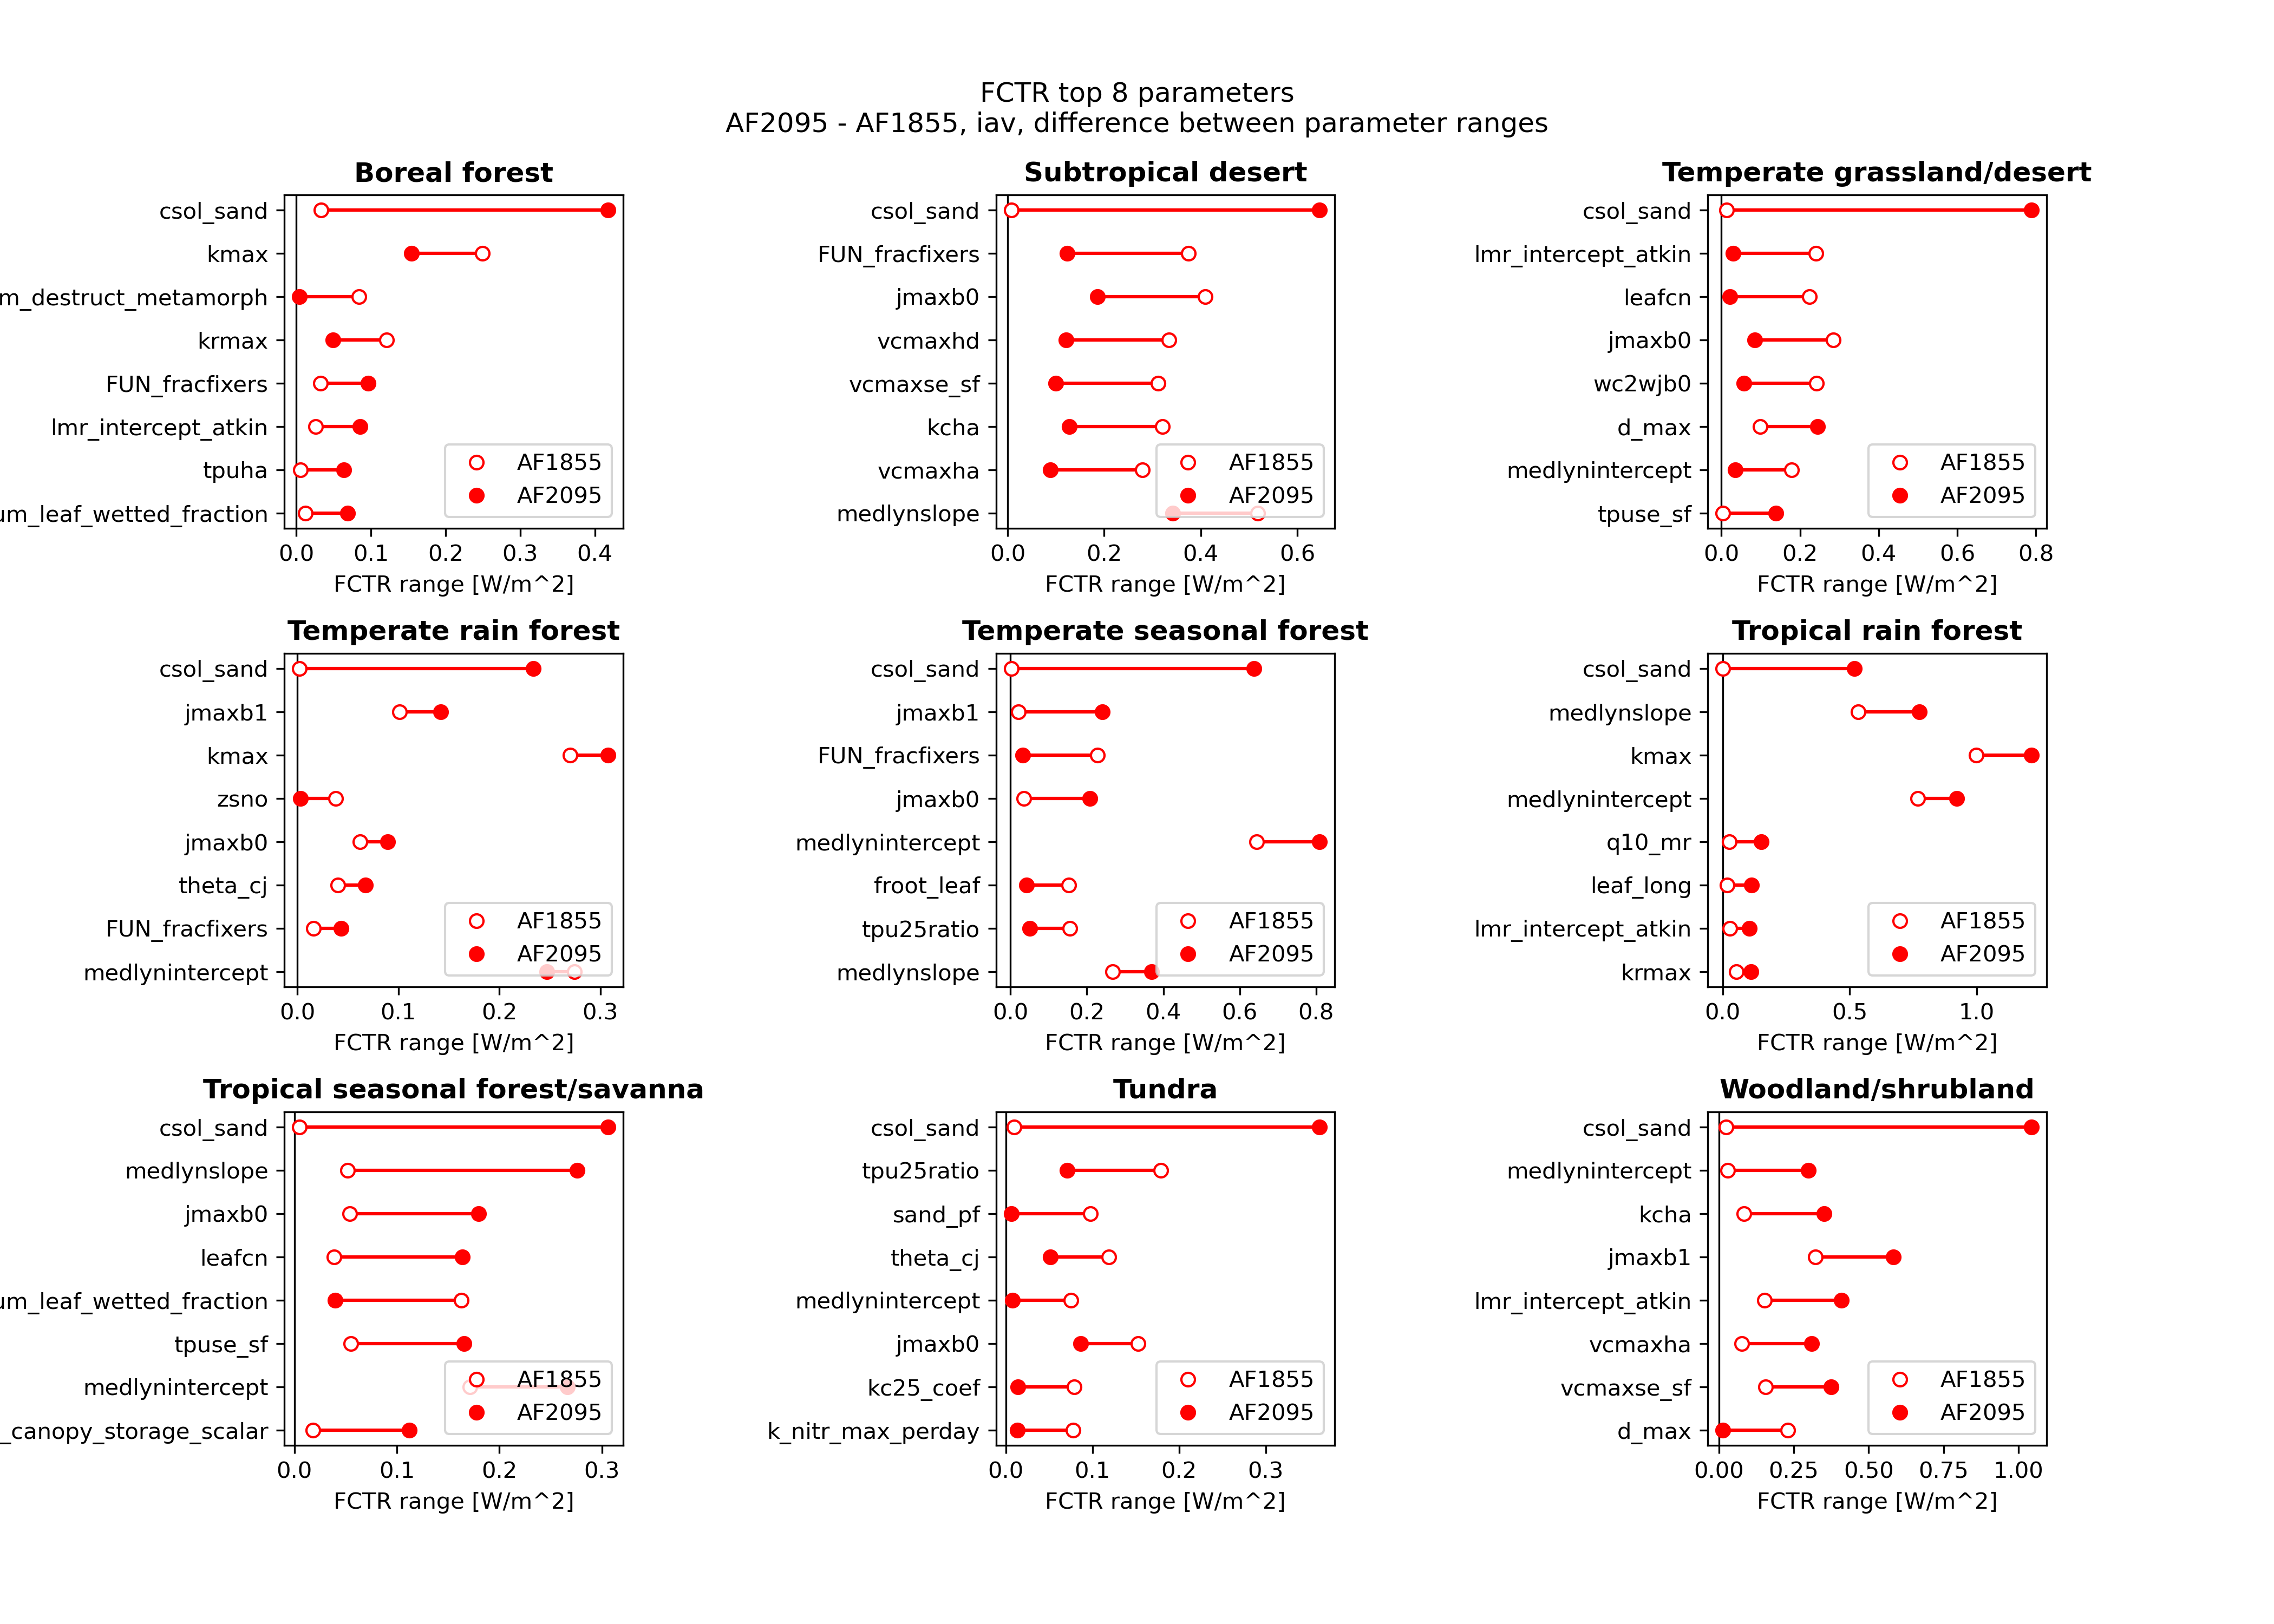 FCTR top 8 parameters
AF2095 - AF1855, iav, difference between parameter ranges
Boreal forest
csol_sand
kmax
m_destruct_metamorph
krmax
FUN_fracfixers
lmr_intercept_atkin
tpuha
um_leaf_wetted_fraction
AF1855
AF2095
0.0 0.1 0.2 0.3 0.4
FCTR range [W/m^2]
Subtropical desert
csol_sand
FUN_fracfixers
jmaxb0
vcmaxhd
vcmaxse_sf
kcha
vcmaxha
medlynslope
AF1855
AF2095
0.0 0.2 0.4 0.6
FCTR range [W/m^2]
Temperate grassland/desert
csol_sand
lmr_intercept_atkin
leafcn
jmaxb0
wc2wjb0
d_max
medlynintercept
tpuse_sf
AF1855
AF2095
0.0 0.2 0.4 0.6 0.8
FCTR range [W/m^2]
Temperate rain forest
csol_sand
jmaxb1
kmax
zsno
jmaxb0
theta_cj
FUN_fracfixers
medlynintercept
AF1855
AF2095
0.0 0.1 0.2 0.3
FCTR range [W/m^2]
Temperate seasonal forest
csol_sand
jmaxb1
FUN_fracfixers
jmaxb0
medlynintercept
froot_leaf
tpu25ratio
medlynslope
AF1855
AF2095
0.0 0.2 0.4 0.6 0.8
FCTR range [W/m^2]
Tropical rain forest
csol_sand
medlynslope
kmax
medlynintercept
q10_mr
leaf_long
lmr_intercept_atkin
krmax
AF1855
AF2095
0.0 0.5 1.0
FCTR range [W/m^2]
Tropical seasonal forest/savanna
csol_sand
medlynslope
jmaxb0
leafcn
um_leaf_wetted_fraction
tpuse_sf
medlynintercept
_canopy_storage_scalar
AF1855
AF2095
0.0 0.1 0.2 0.3
FCTR range [W/m^2]
Tundra
csol_sand
tpu25ratio
sand_pf
theta_cj
medlynintercept
jmaxb0
kc25_coef
k_nitr_max_perday
AF1855
AF2095
0.0 0.1 0.2 0.3
FCTR range [W/m^2]
Woodland/shrubland
csol_sand
medlynintercept
kcha
jmaxb1
lmr_intercept_atkin
vcmaxha
vcmaxse_sf
d_max
AF1855
AF2095
0.00 0.25 0.50 0.75 1.00
FCTR range [W/m^2]